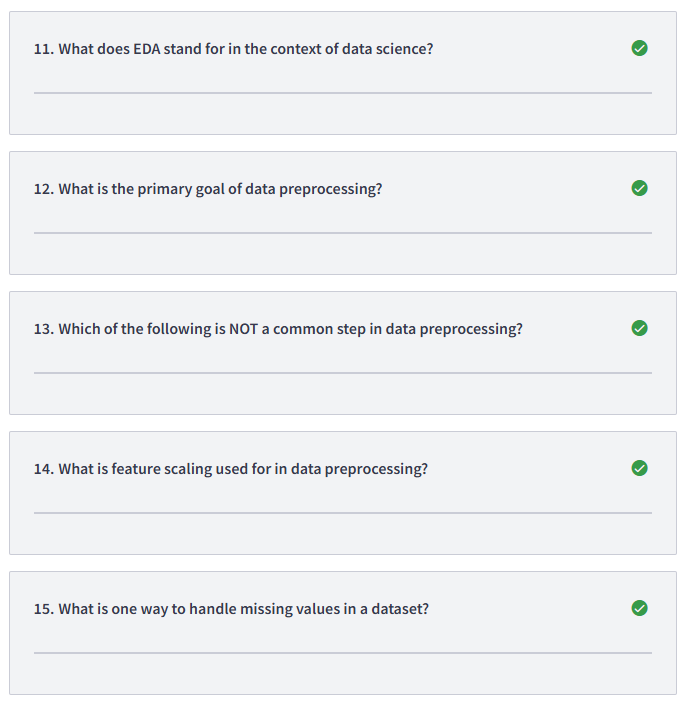 11. What does EDA stand for in the context of data science?
12. What is the primary goal of data preprocessing?
13. Which of the following is NOT a common step in data preprocessing?
14. What is feature scaling used for in data preprocessing?
15. What is one way to handle missing values in a dataset?